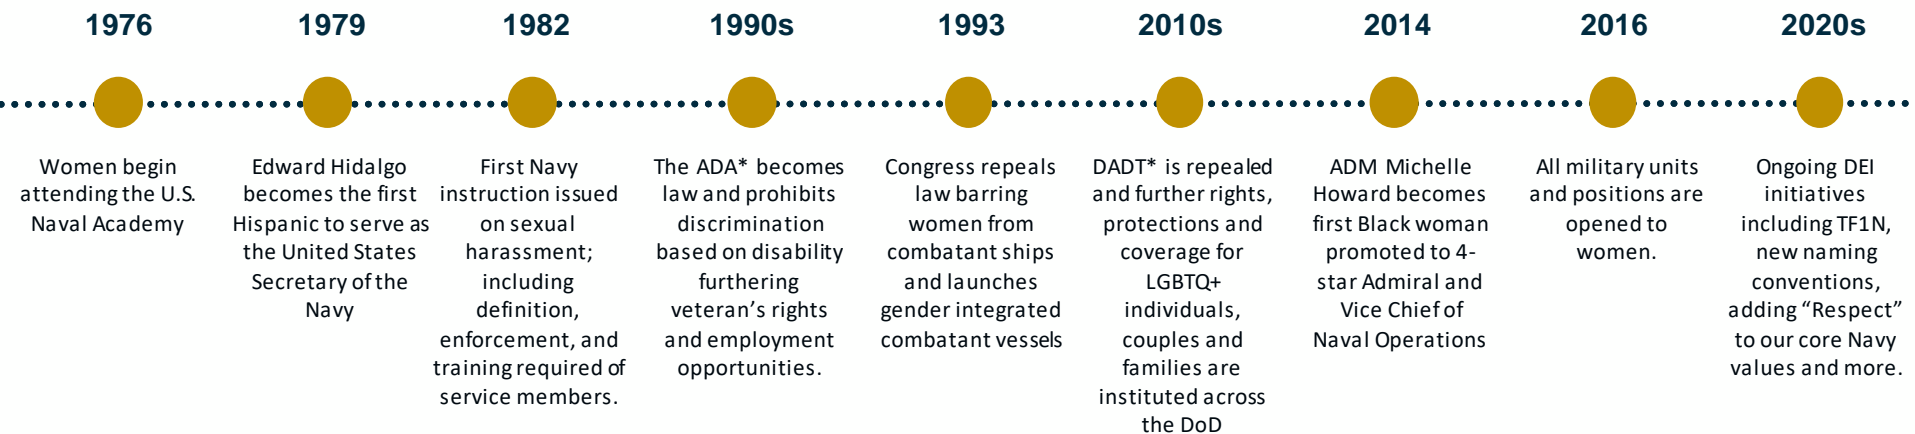 1976
Women begin
attending the U.S.
Naval Academy
1979
Edward Hidalgo
becomes the first
Hispanic to serve as
the United States
Secretary of the
Navy
1982
First Navy
instruction issued
on sexual
harassment;
including
definition,
enforcement, and
training required of
service members.
1990s
The ADA* becomes
law and prohibits
discrimination
based on disability
furthering
veteran's rights
and employment
opportunities.
1993
Congress repeals
law barring
women from
combatant ships
and launches
gender integrated
combatant vessels
2010s
DADT* is repealed
and further rights,
protections and
coverage for
LGBTQ+
individuals,
couples and
families are
instituted across
the DoD
2014
ADM Michelle
Howard becomes
first Black woman
promoted to 4-
star Admiral and
Vice Chief of
Naval Operations
2016
All military units
and positions are
opened to
women.
2020s
Ongoing DEI
initiatives
including TF1N,
new naming
conventions,
adding “Respect”
to our core Navy
values and more.